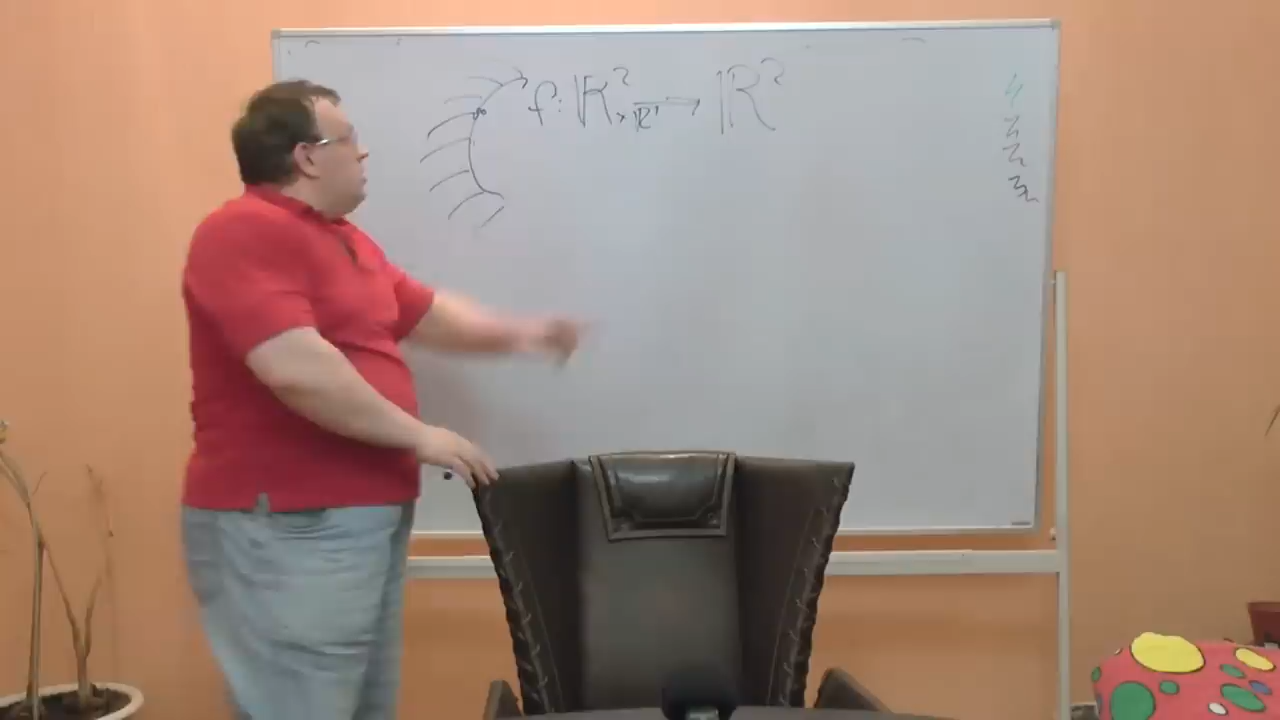 f: ℝ² × ℝ¹ → ℝ²